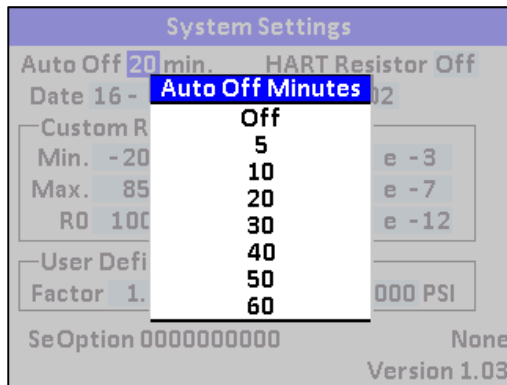 System Settings
Auto Off 20 min. HART Resistor Off
Date 16 - 02
Auto Off Minutes
Off
5
10
20
30
40
50
60
Custom R
Min. -20 e -3
Max. 85 e -7
R0 100 e -12
User Defi
Factor 1. 000 PSI
SeOption 0000000000 None
Version 1.03